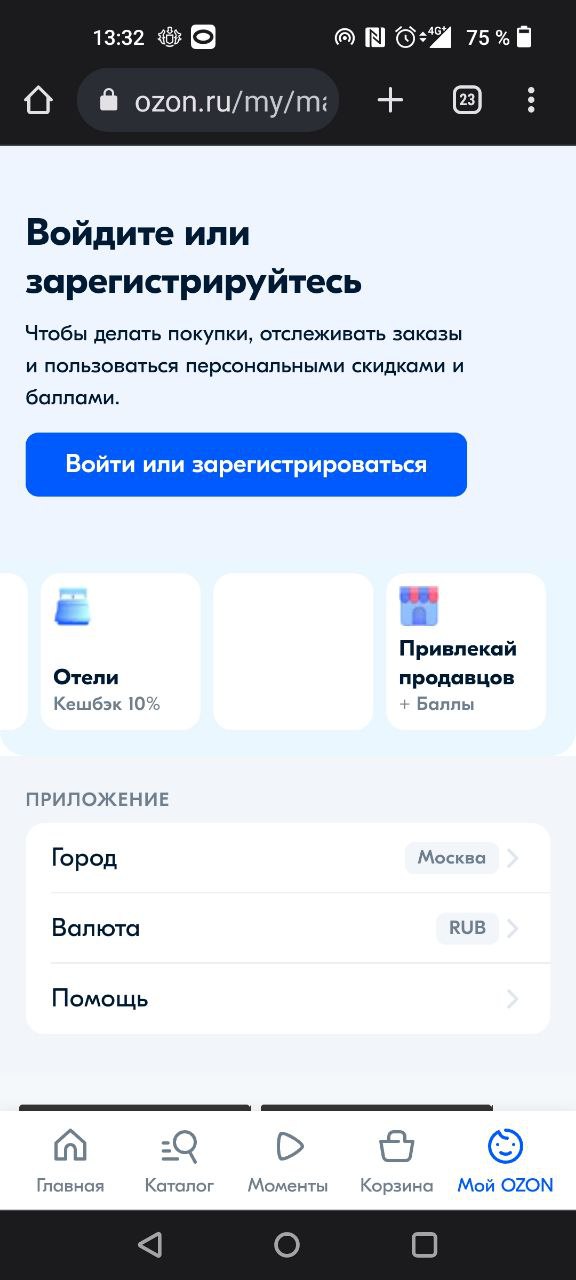 13:32
4G+
75 %
ozon.ru/my/ma
23
Войдите или
зарегистрируйтесь
Чтобы делать покупки, отслеживать заказы
и пользоваться персональными скидками и
баллами.
Войти или зарегистрироваться
Отели
Кешбэк 10%
Привлекай
продавцов
+ Баллы
ПРИЛОЖЕНИЕ
Город
Москва
Валюта
RUB
Помощь
Главная
Каталог
Моменты
Корзина
Мой OZON